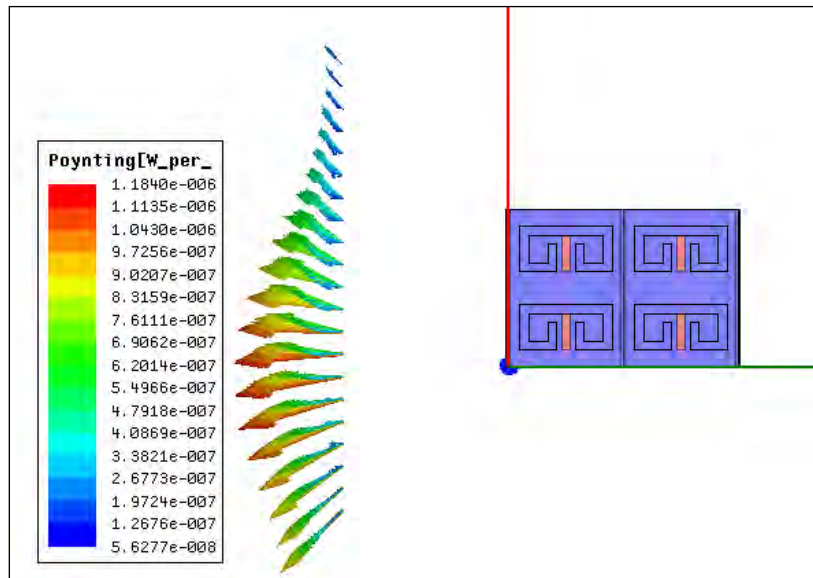 Poynting[W_per_
1.1840e-006
1.1135e-006
1.0430e-006
9.7256e-007
9.0207e-007
8.3159e-007
7.6111e-007
6.9062e-007
6.2014e-007
5.4966e-007
4.7918e-007
4.0869e-007
3.3821e-007
2.6773e-007
1.9724e-007
1.2676e-007
5.6277e-008